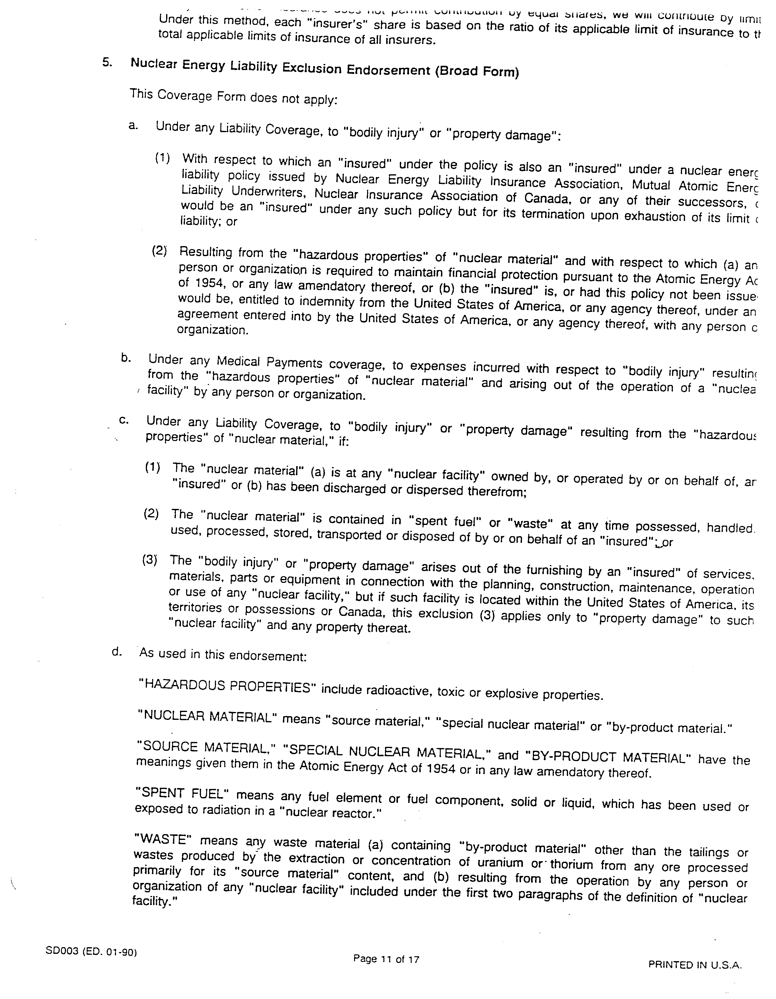 does not permit contribution by equal shares, we will contribute by limit
Under this method, each "insurer's" share is based on the ratio of its applicable limit of insurance to th
total applicable limits of insurance of all insurers.
5. Nuclear Energy Liability Exclusion Endorsement (Broad Form)
This Coverage Form does not apply:
a. Under any Liability Coverage, to "bodily injury" or "property damage":
(1) With respect to which an "insured" under the policy is also an "insured" under a nuclear energ
liability policy issued by Nuclear Energy Liability Insurance Association, Mutual Atomic Energ
Liability Underwriters, Nuclear Insurance Association of Canada, or any of their successors,
would be an "insured" under any such policy but for its termination upon exhaustion of its limit
liability; or
(2) Resulting from the "hazardous properties" of "nuclear material" and with respect to which (a) an
person or organization is required to maintain financial protection pursuant to the Atomic Energy Ac
of 1954, or any law amendatory thereof, or (b) the "insured" is, or had this policy not been issue
would be, entitled to indemnity from the United States of America, or any agency thereof, under an
agreement entered into by the United States of America, or any agency thereof, with any person
organization.
b. Under any Medical Payments coverage, to expenses incurred with respect to "bodily injury" resulting
from the "hazardous properties" of "nuclear material" and arising out of the operation of a "nuclea
facility" by any person or organization.
c. Under any Liability Coverage, to "bodily injury" or "property damage" resulting from the "hazardous
properties" of "nuclear material," if:
(1) The "nuclear material" (a) is at any "nuclear facility" owned by, or operated by or on behalf of, an
"insured" or (b) has been discharged or dispersed therefrom;
(2) The "nuclear material" is contained in "spent fuel" or "waste" at any time possessed, handled,
used, processed, stored, transported or disposed of by or on behalf of an "insured"; or
(3) The "bodily injury" or "property damage" arises out of the furnishing by an "insured" of services,
materials, parts or equipment in connection with the planning, construction, maintenance, operation
or use of any "nuclear facility," but if such facility is located within the United States of America, its
territories or possessions or Canada, this exclusion (3) applies only to "property damage" to such
"nuclear facility" and any property thereat.
d. As used in this endorsement:
"HAZARDOUS PROPERTIES" include radioactive, toxic or explosive properties.
"NUCLEAR MATERIAL" means "source material," "special nuclear material" or "by-product material."
"SOURCE MATERIAL," "SPECIAL NUCLEAR MATERIAL," and "BY-PRODUCT MATERIAL" have the
meanings given them in the Atomic Energy Act of 1954 or in any law amendatory thereof.
"SPENT FUEL" means any fuel element or fuel component, solid or liquid, which has been used or
exposed to radiation in a "nuclear reactor."
"WASTE" means any waste material (a) containing "by-product material" other than the tailings or
wastes produced by the extraction or concentration of uranium or thorium from any ore processed
primarily for its "source material" content, and (b) resulting from the operation by any person or
organization of any "nuclear facility" included under the first two paragraphs of the definition of "nuclear
facility."
SD003 (ED. 01-90)
Page 11 of 17
PRINTED IN U.S.A.